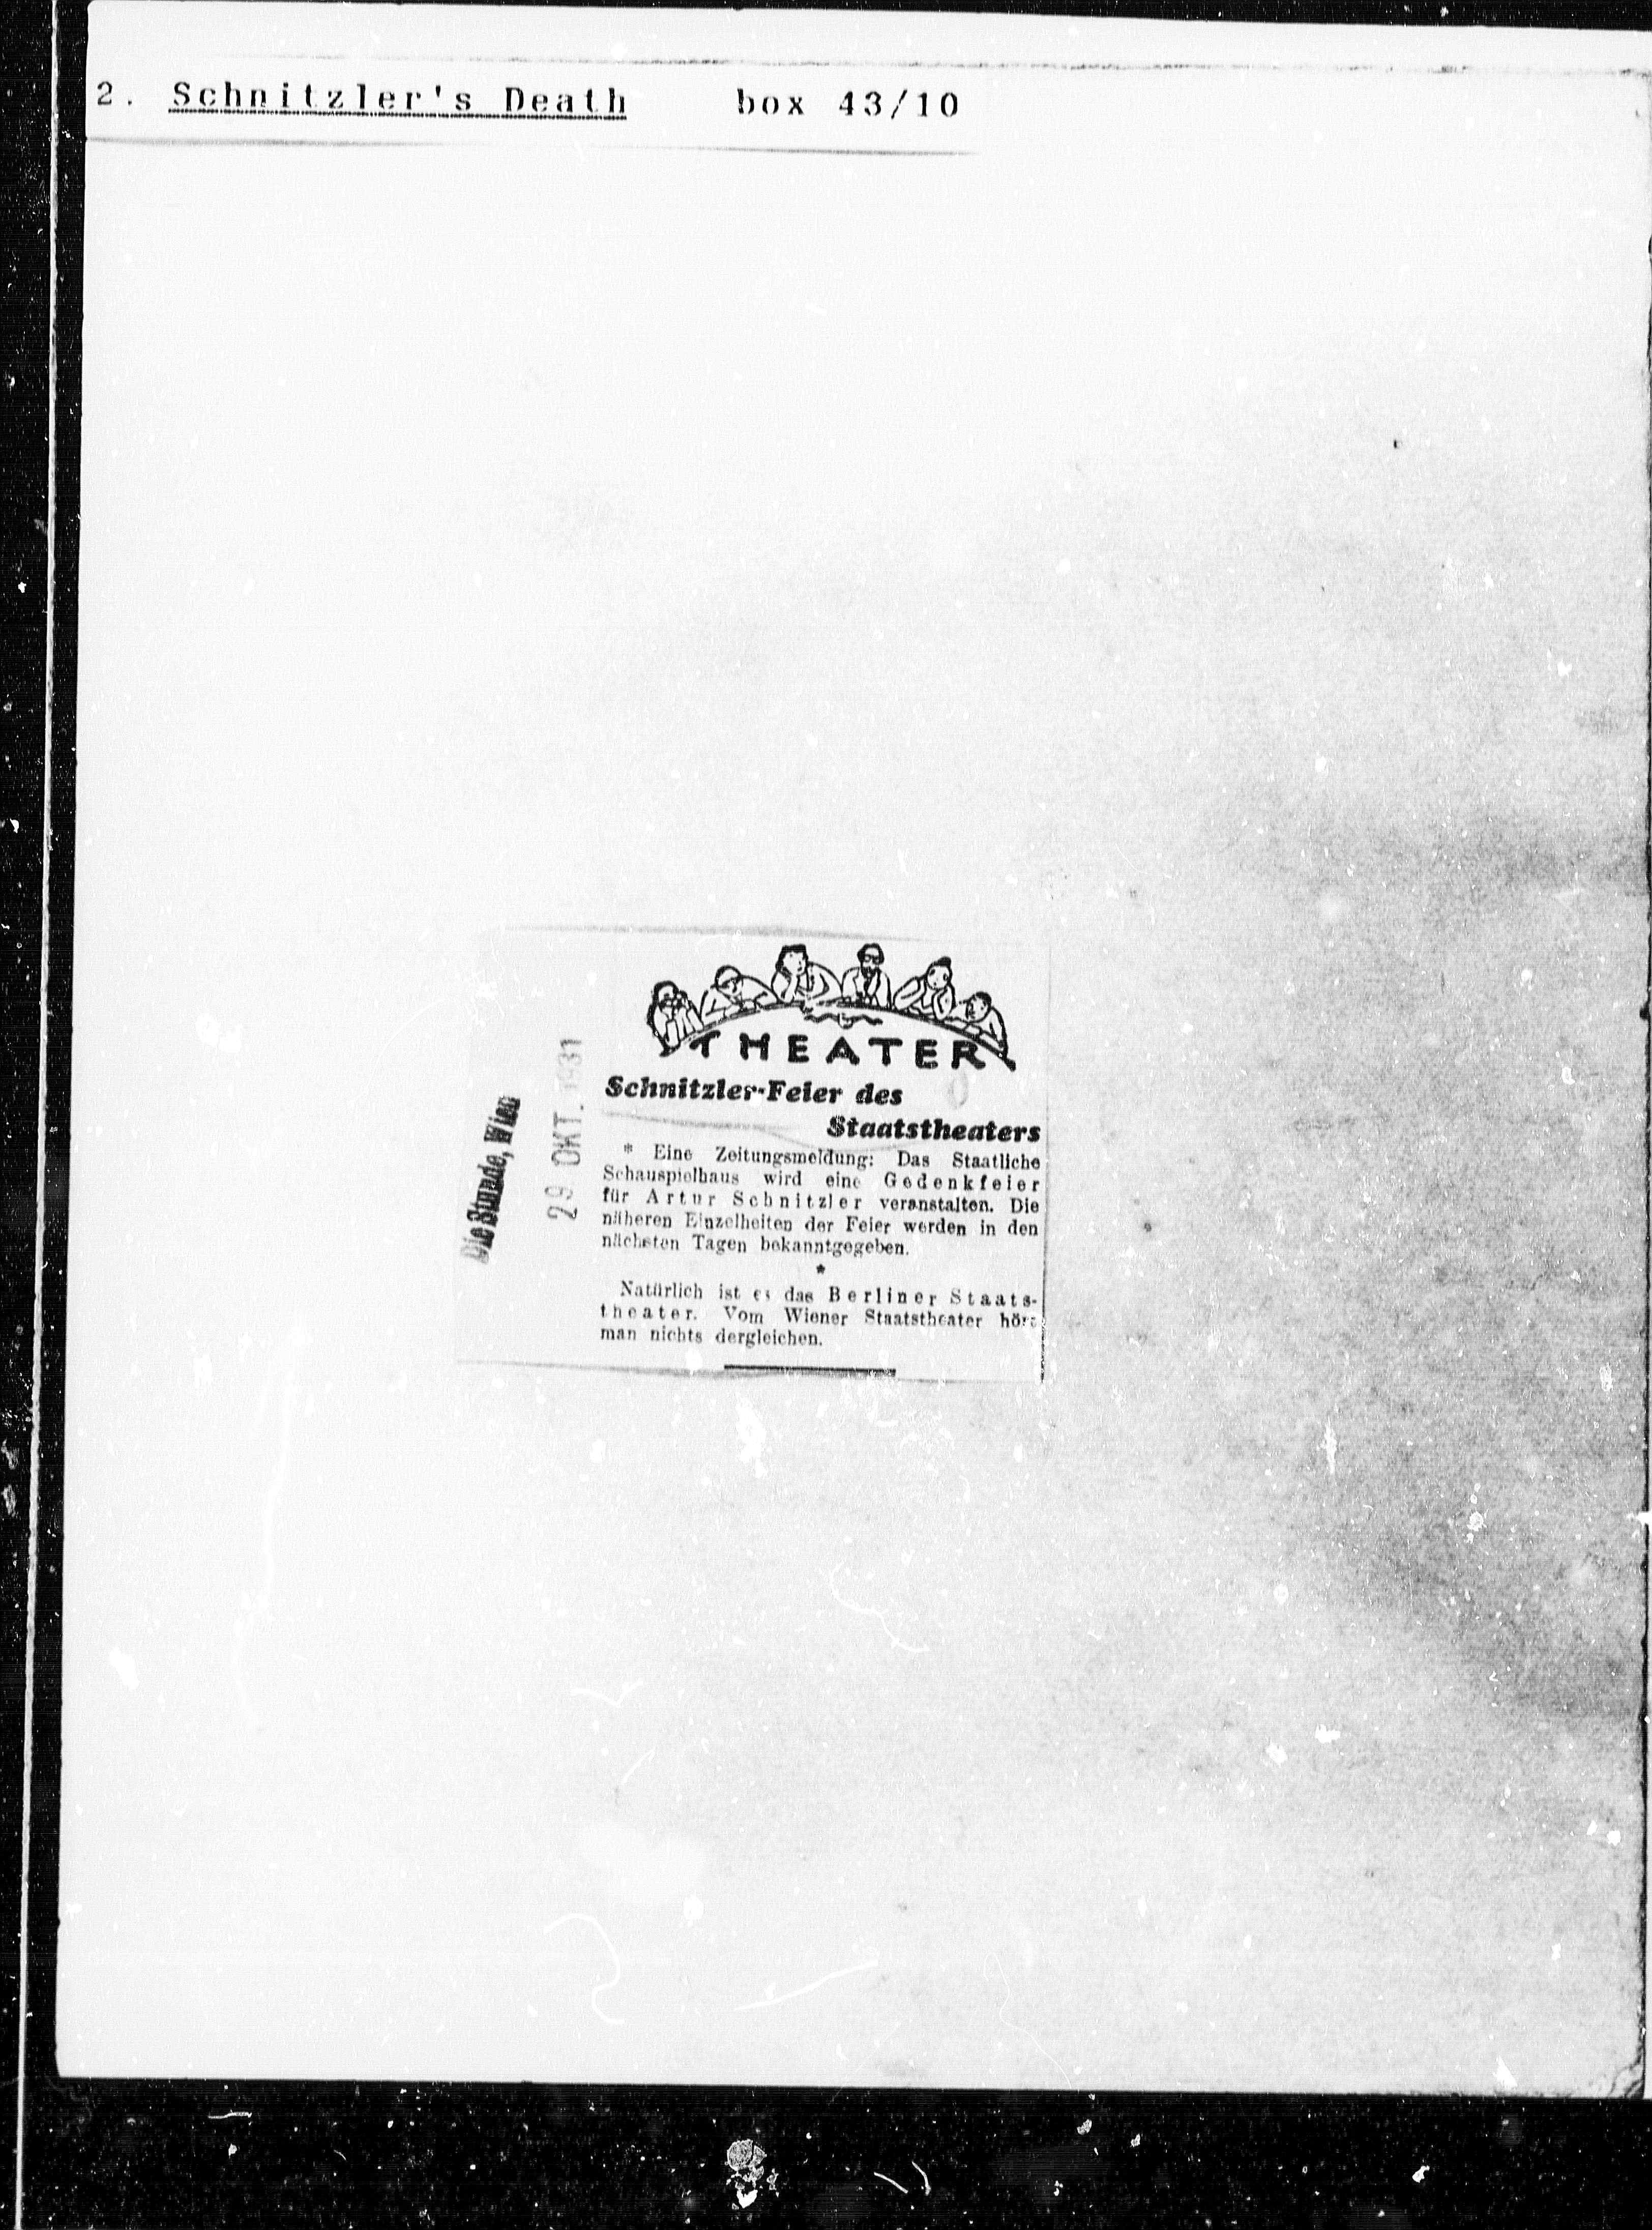 2. Schnitzler's Death box 43/10
Die Stunde, Wien
29 OKT. 1931
THEATER
Schnitzler-Feier des
Staatstheaters
* Eine Zeitungsmeldung: Das Staatliche
Schauspielhaus wird eine Gedenkfeier
für Artur Schnitzler veranstalten. Die
näheren Einzelheiten der Feier werden in den
nächsten Tagen bekanntgegeben.
*
Natürlich ist es das Berliner Staats-
theater. Vom Wiener Staatstheater hört
man nichts dergleichen.